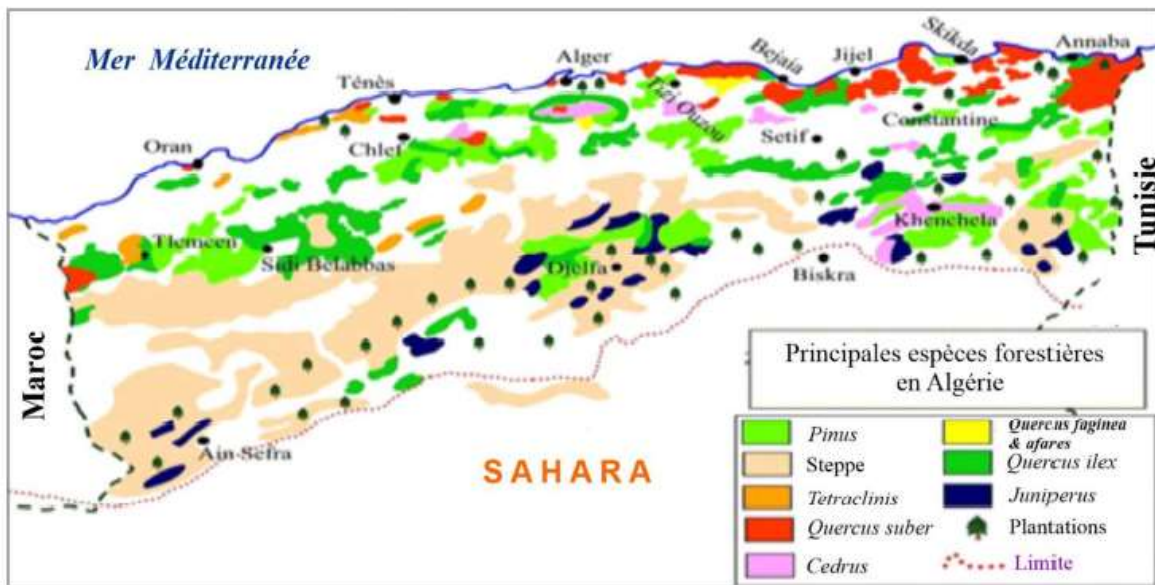 Mer Méditerranée
Skikda
Annaba
Alger
Bejaia
Jijel
Ténès
Tizi Ouzou
Constantine
Oran
Chlef
Setif
Khenchela
Tlemcen
Sidi Belabbas
Djelfa
Biskra
Tunisie
Maroc
Ain-Sefra
SAHARA
Principales espèces forestières
en Algérie
Pinus
Quercus faginea
& afares
Steppe
Quercus ilex
Tetraclinis
Juniperus
Quercus suber
Plantations
Cedrus
Limite